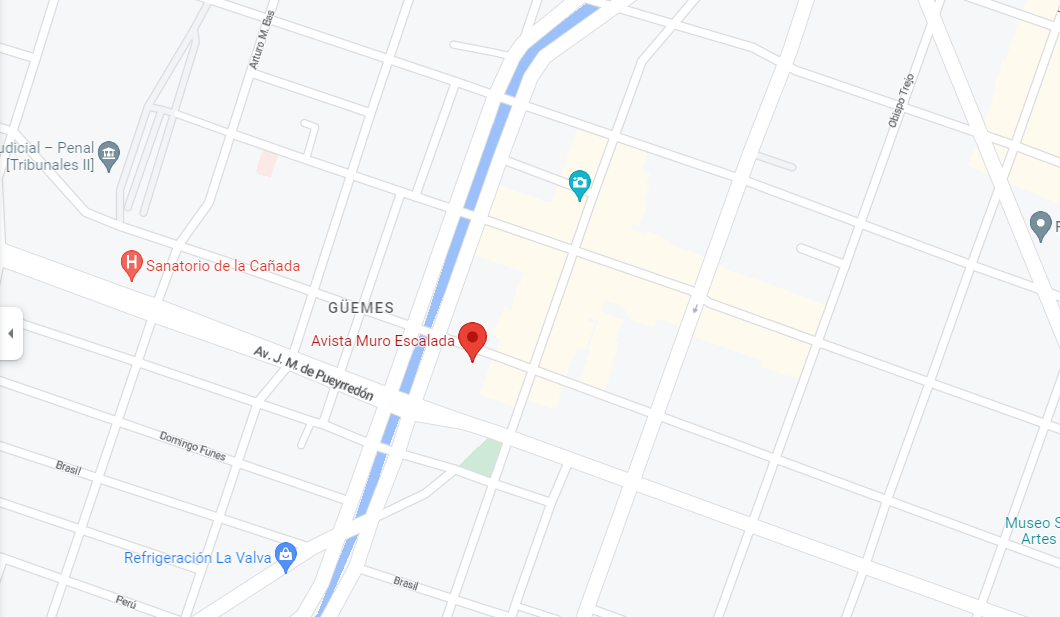 Arturo M. Bas
Obispo Trejo
udicial – Penal
[Tribunales II]
Sanatorio de la Cañada
GÜEMES
Avista Muro Escalada
Av. J. M. de Pueyrredón
Domingo Funes
Brasil
Museo S
Artes
Refrigeración La Valva
Brasil
Perú